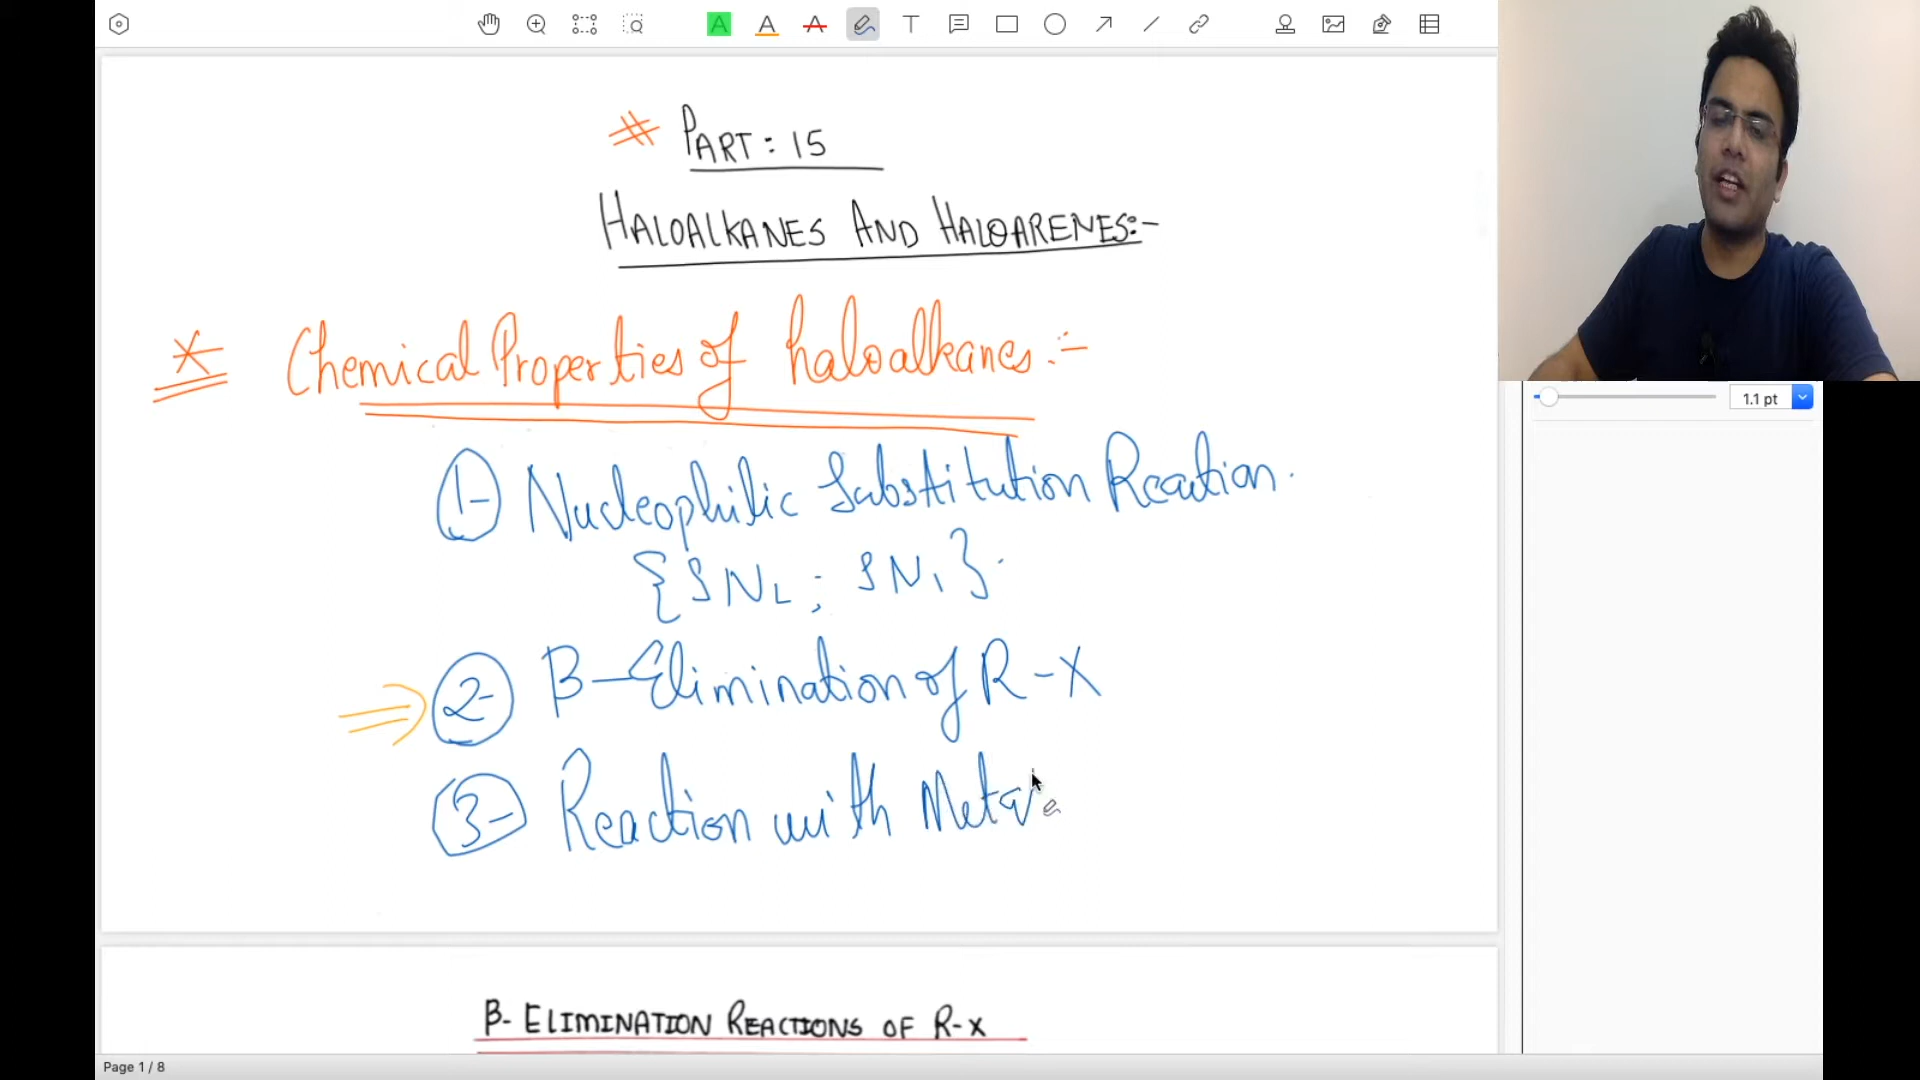 # PART: 15
HALOALKANES AND HALOARENES:-
* Chemical Properties of haloalkanes:-
1- Nucleophilic Substitution Reaction.
{SN2; SN1}.
⇒ 2- β-Elimination of R-X
3- Reaction with Meta
β- ELIMINATION REACTIONS OF R-X
1.1 pt
Page 1 / 8